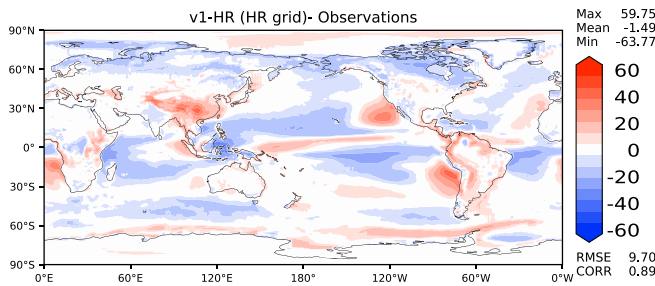 v1-HR (HR grid)- Observations
Max 59.75
Mean -1.49
Min -63.77
90°N
60°N
30°N
0°
30°S
60°S
90°S
0°E
60°E
120°E
180°
120°W
60°W
0°W
60
40
20
0
-20
-40
-60
RMSE 9.70
CORR 0.89